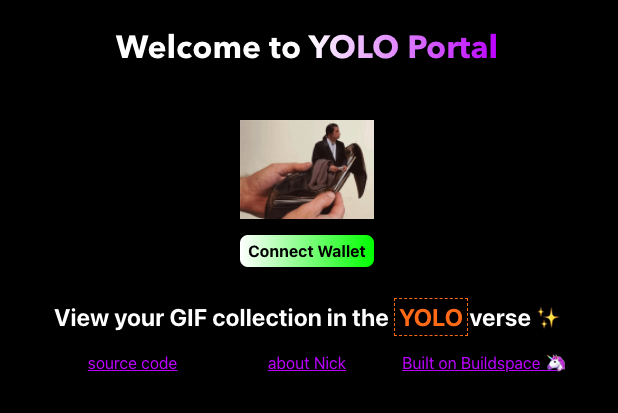 Welcome to YOLO Portal
Connect Wallet
View your GIF collection in the YOLO verse ✨
source code about Nick Built on Buildspace 🦄